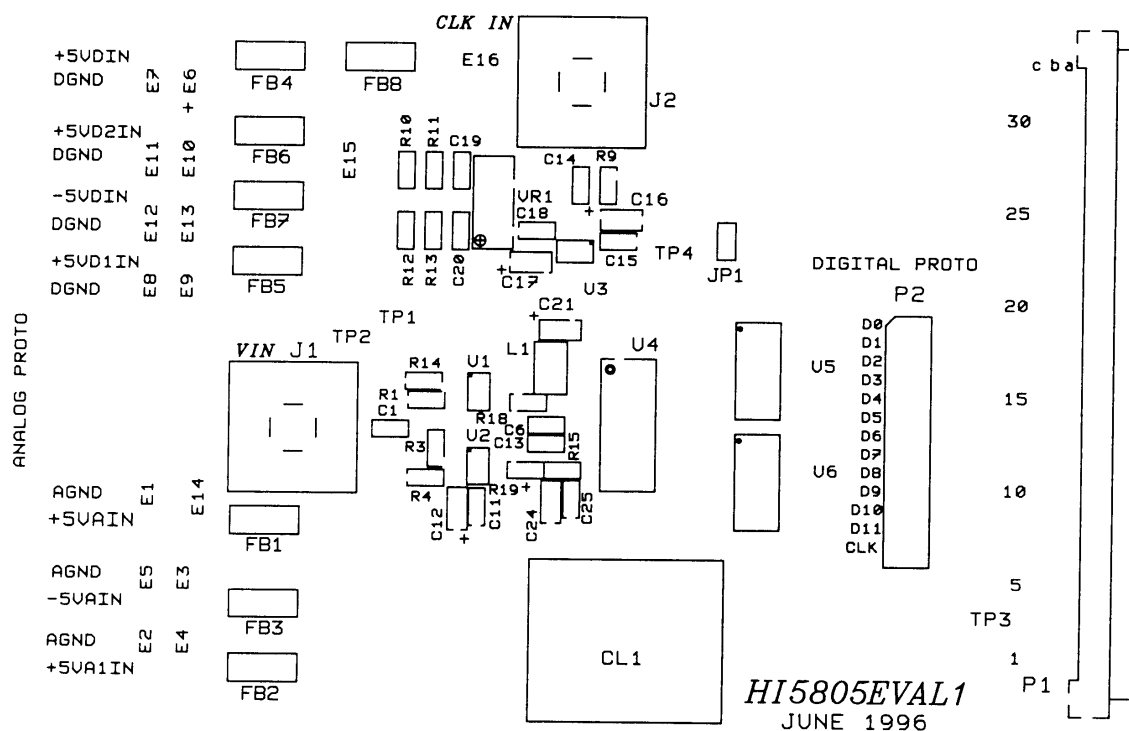 CLK IN
+5VDIN
DGND
E7
+ E6
FB4
FB8
E16
J2
c b a
30
+5VD2IN
DGND
E11
E10
FB6
E15
R10
R11
C19
C14
R9
-5VDIN
DGND
E12
E13
FB7
VR1
C18
+
C16
25
+5VD1IN
DGND
E8
E9
FB5
R12
R13
C20
+
C17
C15
U3
TP4
JP1
DIGITAL PROTO
P2
20
ANALOG PROTO
TP2
TP1
VIN J1
+
C21
L1
U4
R14
R1
C1
U1
R18
C6
C13
U2
R15
R3
R4
R19
+
C12
+
C11
C24
C25
U5
U6
D0
D1
D2
D3
D4
D5
D6
D7
D8
D9
D10
D11
CLK
15
10
AGND
+5VAIN
E1
E14
FB1
AGND
-5VAIN
E5
E3
FB3
5
TP3
AGND
+5VA1IN
E2
E4
FB2
CL1
1
P1
HI5805EVAL1
JUNE 1996